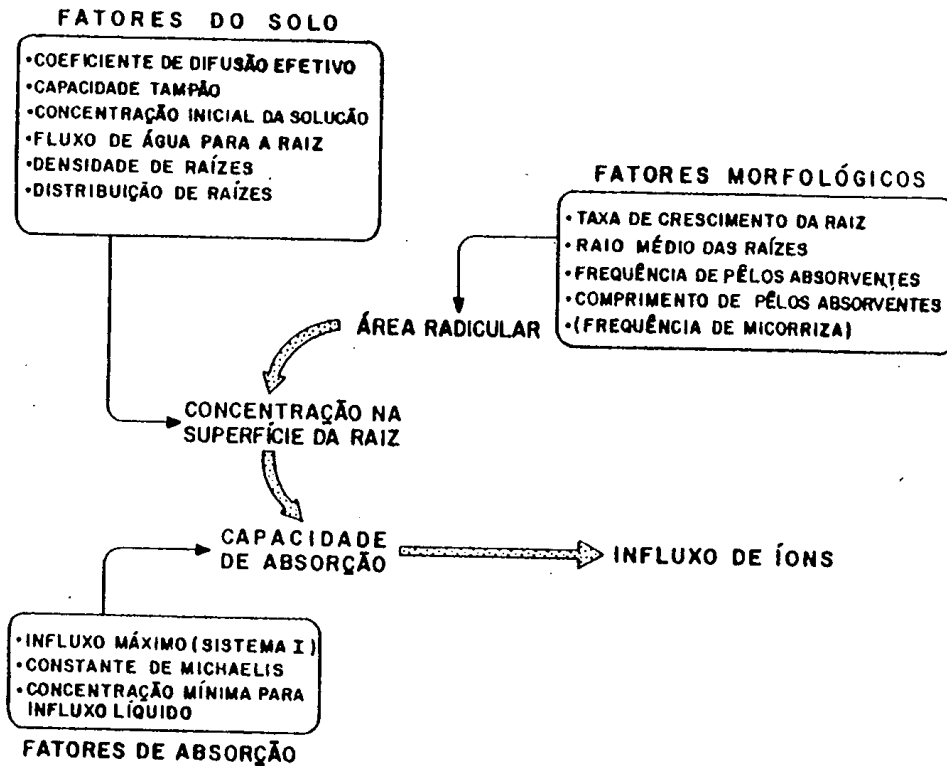 FATORES DO SOLO
•COEFICIENTE DE DIFUSÃO EFETIVO
•CAPACIDADE TAMPÃO
•CONCENTRAÇÃO INICIAL DA SOLUCÃO
•FLUXO DE ÁGUA PARA A RAIZ
•DENSIDADE DE RAÍZES
•DISTRIBUIÇÃO DE RAÍZES
FATORES MORFOLÓGICOS
•TAXA DE CRESCIMENTO DA RAIZ
•RAIO MÉDIO DAS RAÍZES
•FREQUÊNCIA DE PÊLOS ABSORVENTES
•COMPRIMENTO DE PÊLOS ABSORVENTES
•(FREQUÊNCIA DE MICORRIZA)
ÁREA RADICULAR
CONCENTRAÇÃO NA
SUPERFÍCIE DA RAIZ
CAPACIDADE
DE ABSORÇÃO
INFLUXO DE ÍONS
•INFLUXO MÁXIMO (SISTEMA I)
•CONSTANTE DE MICHAELIS
•CONCENTRAÇÃO MÍNIMA PARA
INFLUXO LÍQUIDO
FATORES DE ABSORÇÃO